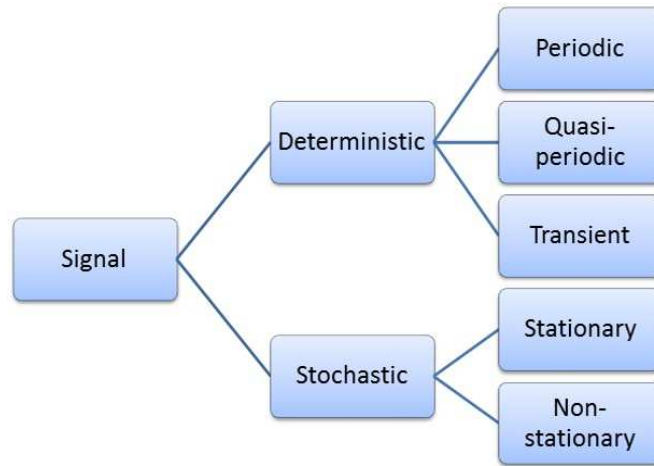 Periodic
Deterministic
Quasi-
periodic
Transient
Signal
Stationary
Stochastic
Non-
stationary